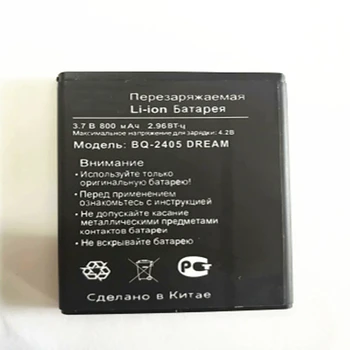 Перезаряжаемая
Li-ion Батарея
3.7 В 800 мАч 2.96Вт-ч
Максимальное напряжение для зарядки: 4.2В
Модель: BQ-2405 DREAM
Внимание
• Используйте только
оригинальную батарею!
• Перед применением
ознакомьтесь с инструкцией
• Не допускайте касание
металлическими предметами
контактов батареи
• Не вскрывайте батарею
Сделано в Китае